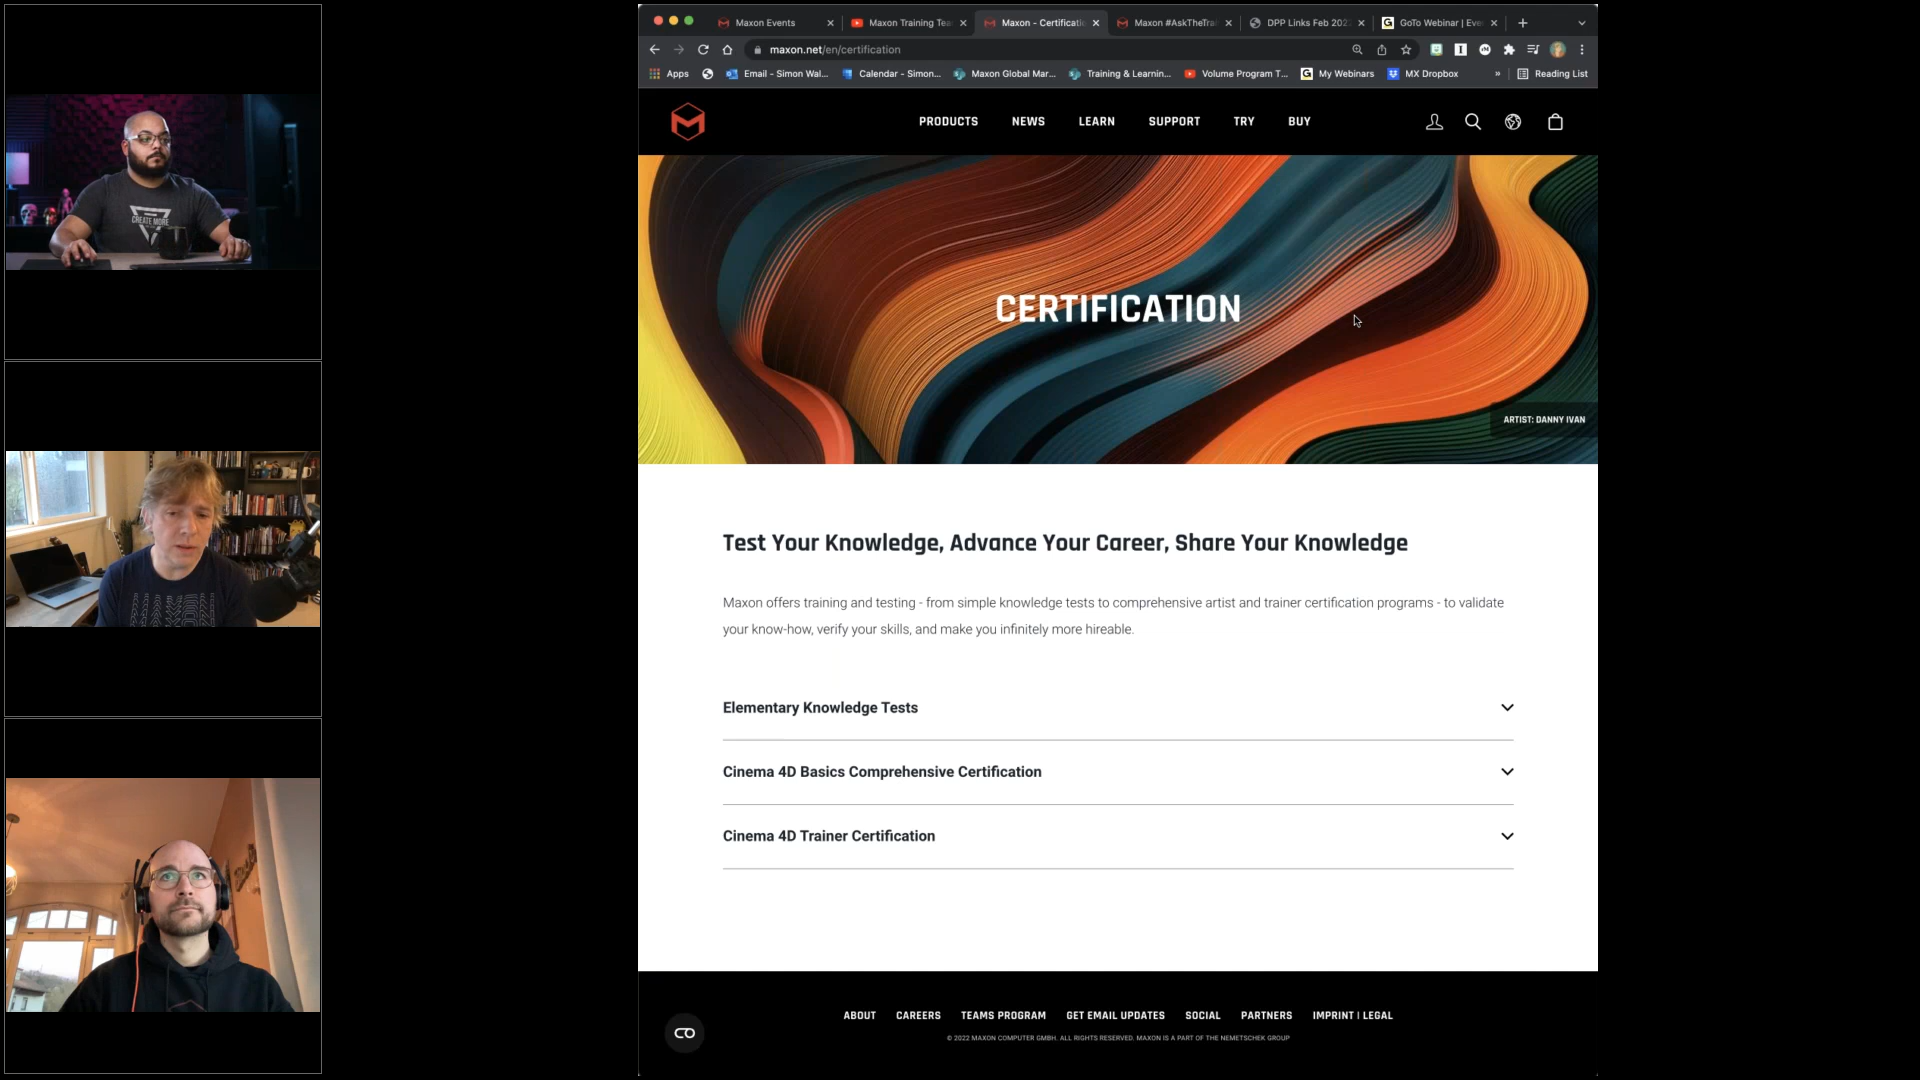 CREATE MORE
Maxon Events
Maxon Training Tea
Maxon - Certificatio
Maxon #AskTheTrai
DPP Links Feb 202
GoTo Webinar | Eve
maxon.net/en/certification
Apps
Email - Simon Wal...
Calendar - Simon...
Maxon Global Mar...
Training & Learnin...
Volume Program T...
My Webinars
MX Dropbox
»
Reading List
PRODUCTS
NEWS
LEARN
SUPPORT
TRY
BUY
CERTIFICATION
ARTIST: DANNY IVAN
Test Your Knowledge, Advance Your Career, Share Your Knowledge
Maxon offers training and testing - from simple knowledge tests to comprehensive artist and trainer certification programs - to validate
your know-how, verify your skills, and make you infinitely more hireable.
Elementary Knowledge Tests
Cinema 4D Basics Comprehensive Certification
Cinema 4D Trainer Certification
ABOUT
CAREERS
TEAMS PROGRAM
GET EMAIL UPDATES
SOCIAL
PARTNERS
IMPRINT | LEGAL
© 2022 MAXON COMPUTER GMBH. ALL RIGHTS RESERVED. MAXON IS A PART OF THE NEMETSCHEK GROUP